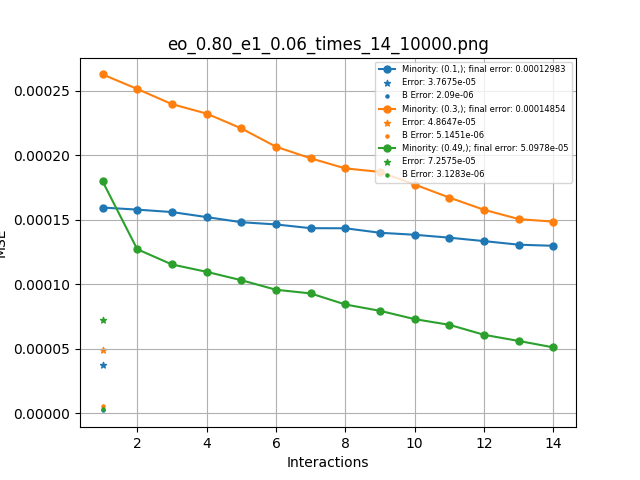 eo_0.80_e1_0.06_times_14_10000.png
Minority: (0.1,); final error: 0.00012983
Error: 3.7675e-05
B Error: 2.09e-06
Minority: (0.3,); final error: 0.00014854
Error: 4.8647e-05
B Error: 5.1451e-06
Minority: (0.49,); final error: 5.0978e-05
Error: 7.2575e-05
B Error: 3.1283e-06
0.00025
0.00020
0.00015
0.00010
0.00005
0.00000
MSE
2 4 6 8 10 12 14
Interactions